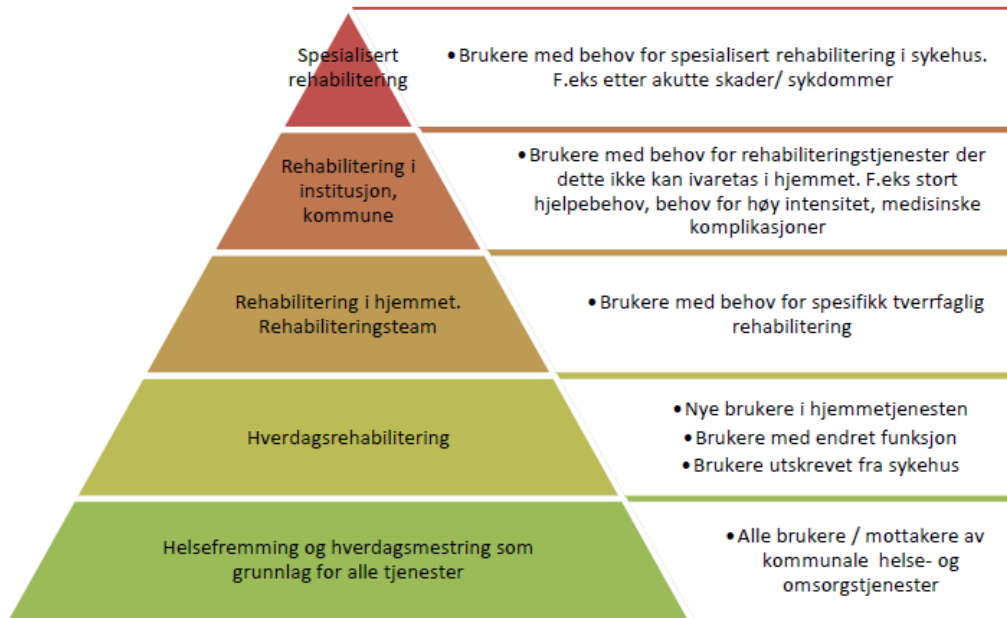 Spesialisert
rehabilitering
•Brukere med behov for spesialisert rehabilitering i sykehus.
F.eks etter akutte skader/ sykdommer
Rehabilitering i
institusjon,
kommune
•Brukere med behov for rehabiliteringstjenester der
dette ikke kan ivaretas i hjemmet. F.eks stort
hjelpebehov, behov for høy intensitet, medisinske
komplikasjoner
Rehabilitering i hjemmet.
Rehabiliteringsteam
•Brukere med behov for spesifikk tverrfaglig
rehabilitering
Hverdagsrehabilitering
•Nye brukere i hjemmetjenesten
•Brukere med endret funksjon
•Brukere utskrevet fra sykehus
Helsefremming og hverdagsmestring som
grunnlag for alle tjenester
•Alle brukere / mottakere av
kommunale helse- og
omsorgstjenester